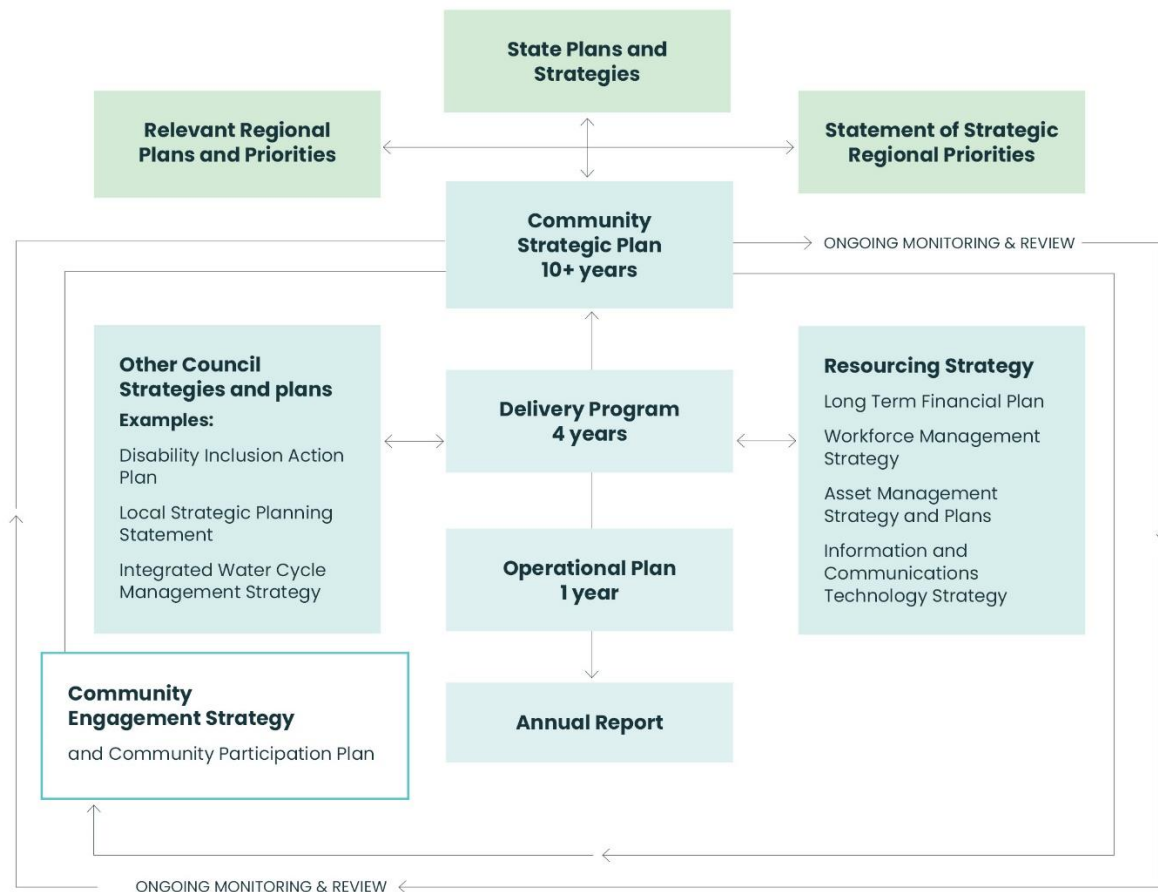 State Plans and
Strategies
Relevant Regional
Plans and Priorities
Statement of Strategic
Regional Priorities
Community
Strategic Plan
10+ years
ONGOING MONITORING & REVIEW
Other Council
Strategies and plans
Examples:
Disability Inclusion Action
Plan
Local Strategic Planning
Statement
Integrated Water Cycle
Management Strategy
Delivery Program
4 years
Resourcing Strategy
Long Term Financial Plan
Workforce Management
Strategy
Asset Management
Strategy and Plans
Information and
Communications
Technology Strategy
Operational Plan
1 year
Community
Engagement Strategy
and Community Participation Plan
Annual Report
ONGOING MONITORING & REVIEW